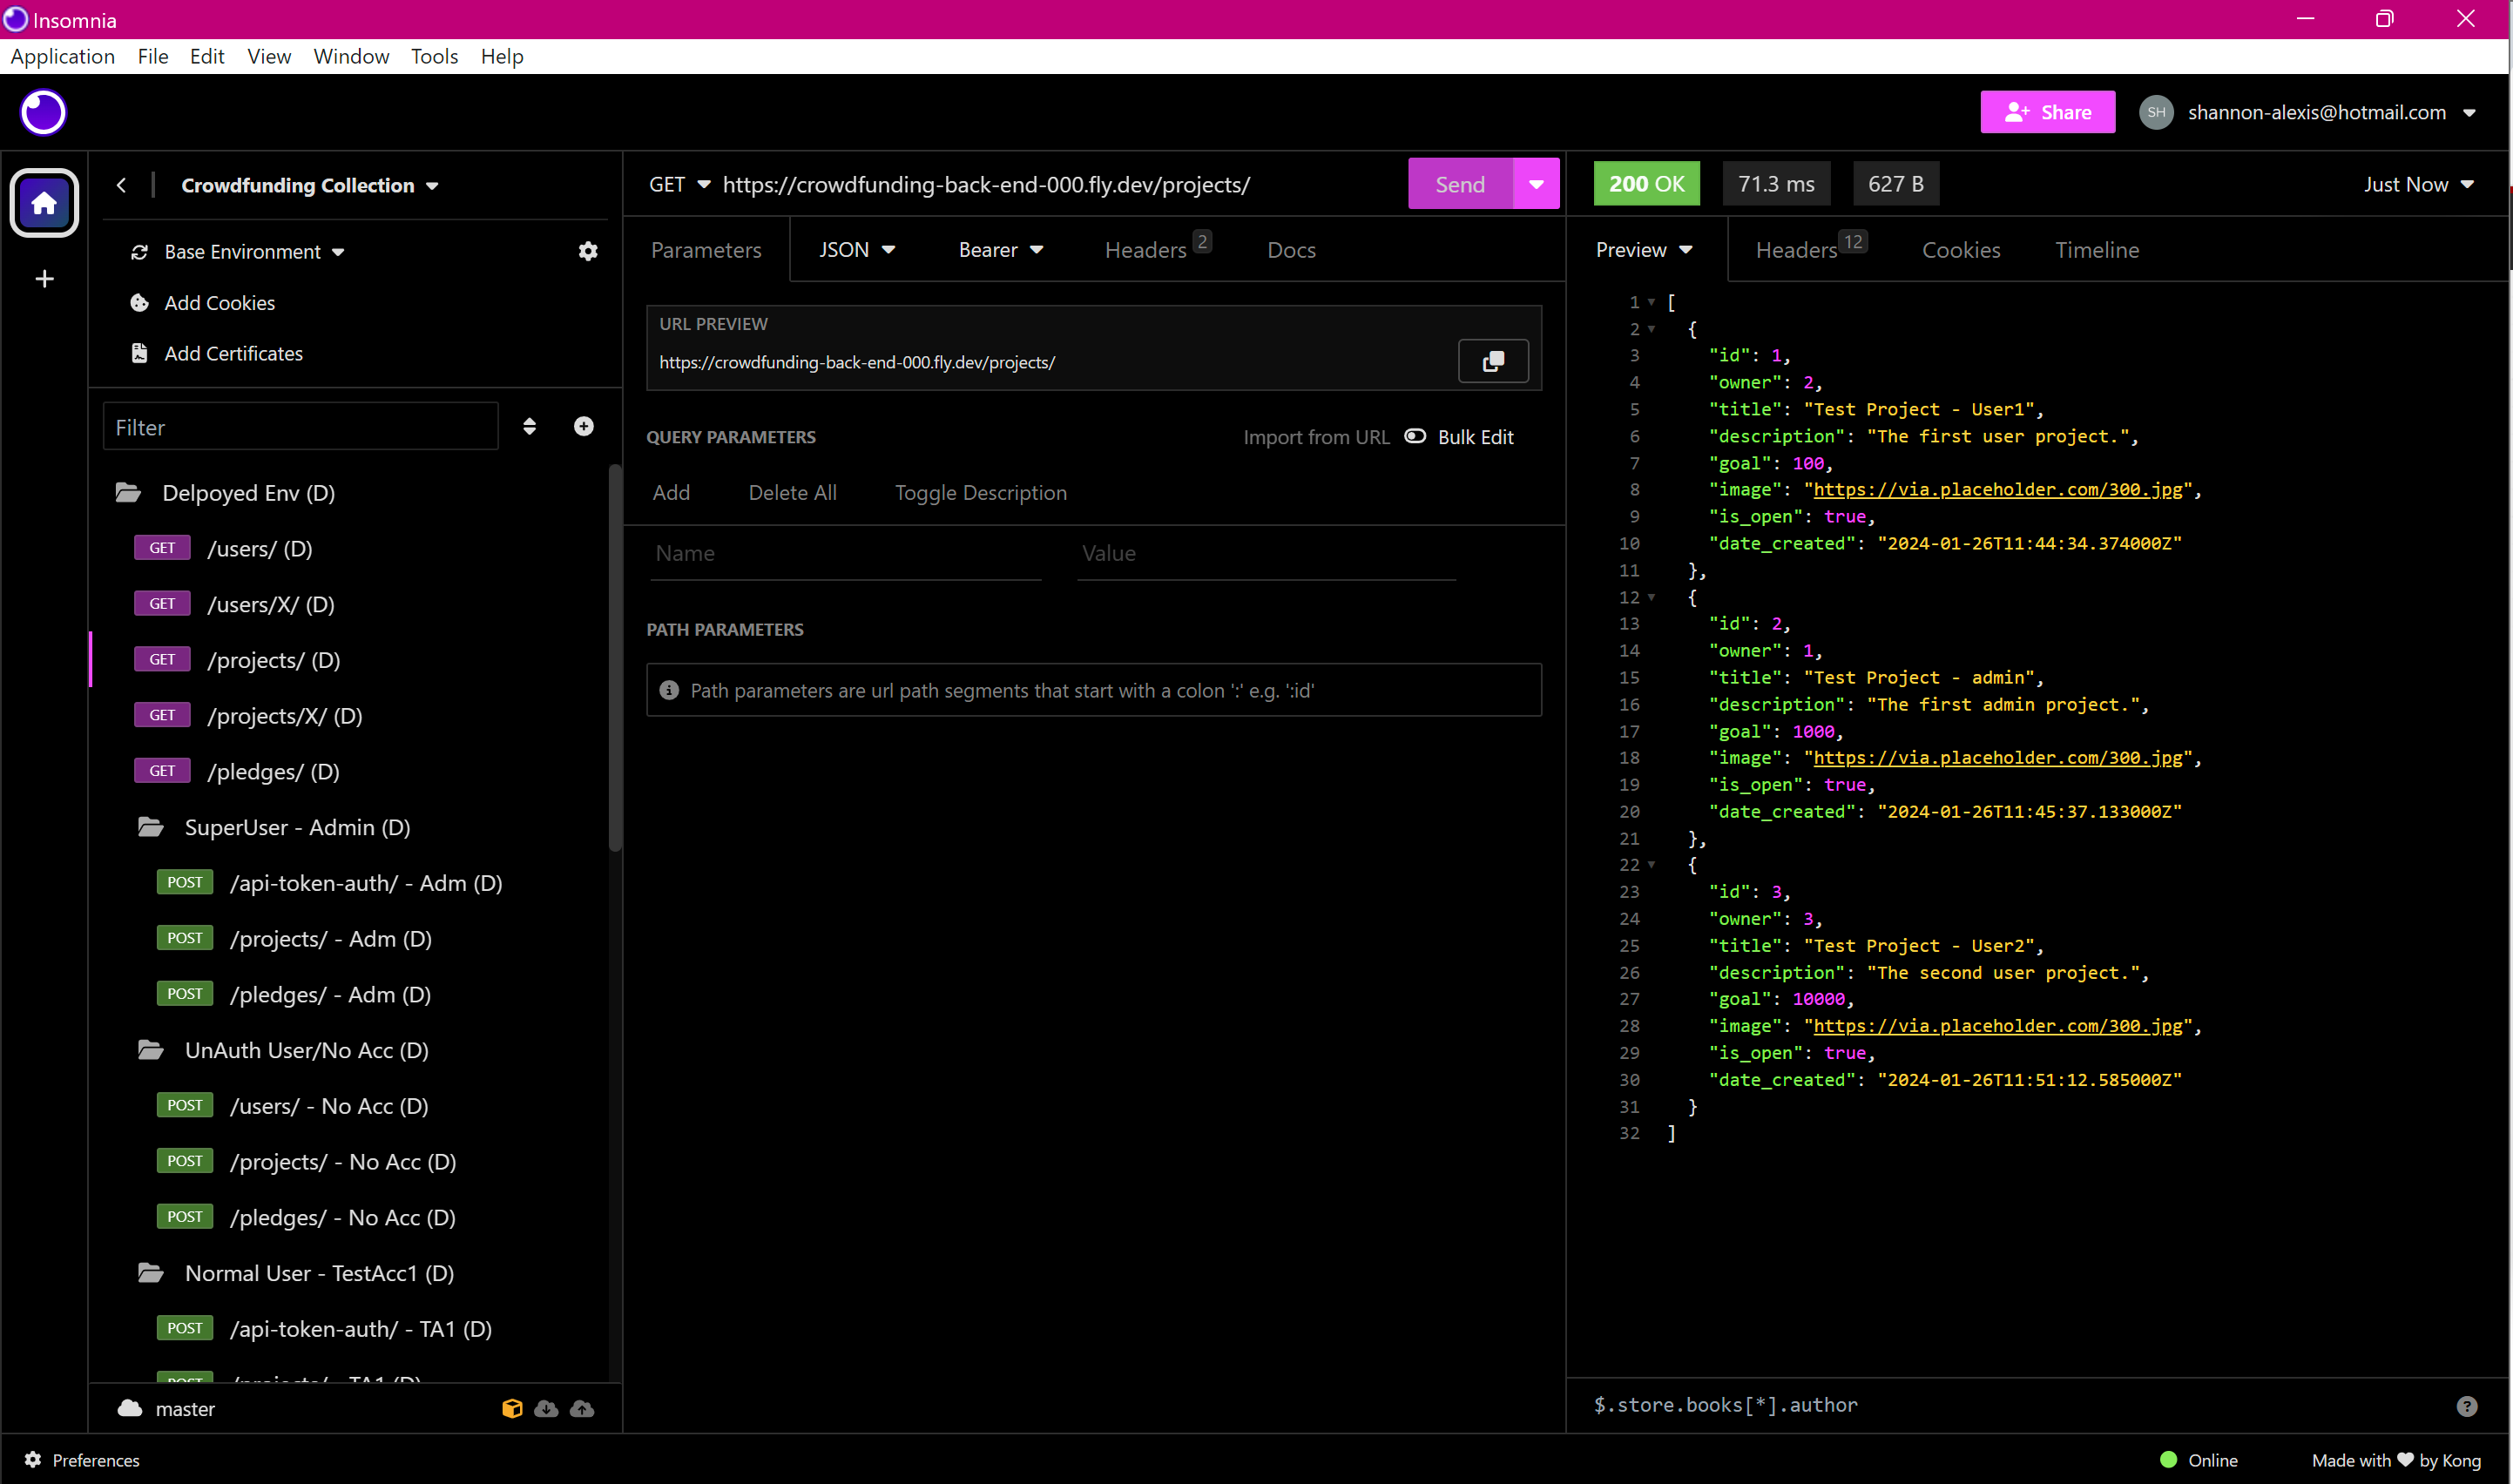 Insomnia
Application File Edit View Window Tools Help
Share SH shannon-alexis@hotmail.com
Crowdfunding Collection
Base Environment
Add Cookies
Add Certificates
Filter
Delpoyed Env (D)
GET /users/ (D)
GET /users/X/ (D)
GET /projects/ (D)
GET /projects/X/ (D)
GET /pledges/ (D)
SuperUser - Admin (D)
POST /api-token-auth/ - Adm (D)
POST /projects/ - Adm (D)
POST /pledges/ - Adm (D)
UnAuth User/No Acc (D)
POST /users/ - No Acc (D)
POST /projects/ - No Acc (D)
POST /pledges/ - No Acc (D)
Normal User - TestAcc1 (D)
POST /api-token-auth/ - TA1 (D)
POST /projects/ - TA1 (D)
master
GET https://crowdfunding-back-end-000.fly.dev/projects/ Send
Parameters JSON Bearer Headers 2 Docs
URL PREVIEW
https://crowdfunding-back-end-000.fly.dev/projects/
QUERY PARAMETERS Import from URL Bulk Edit
Add Delete All Toggle Description
Name Value
PATH PARAMETERS
Path parameters are url path segments that start with a colon ':' e.g. ':id'
200 OK 71.3 ms 627 B Just Now
Preview Headers 12 Cookies Timeline
1 [
2 {
3 "id": 1,
4 "owner": 2,
5 "title": "Test Project - User1",
6 "description": "The first user project.",
7 "goal": 100,
8 "image": "https://via.placeholder.com/300.jpg",
9 "is_open": true,
10 "date_created": "2024-01-26T11:44:34.374000Z"
11 },
12 {
13 "id": 2,
14 "owner": 1,
15 "title": "Test Project - admin",
16 "description": "The first admin project.",
17 "goal": 1000,
18 "image": "https://via.placeholder.com/300.jpg",
19 "is_open": true,
20 "date_created": "2024-01-26T11:45:37.133000Z"
21 },
22 {
23 "id": 3,
24 "owner": 3,
25 "title": "Test Project - User2",
26 "description": "The second user project.",
27 "goal": 10000,
28 "image": "https://via.placeholder.com/300.jpg",
29 "is_open": true,
30 "date_created": "2024-01-26T11:51:12.585000Z"
31 }
32 ]
$.store.books[*].author
Preferences
Online Made with ❤ by Kong